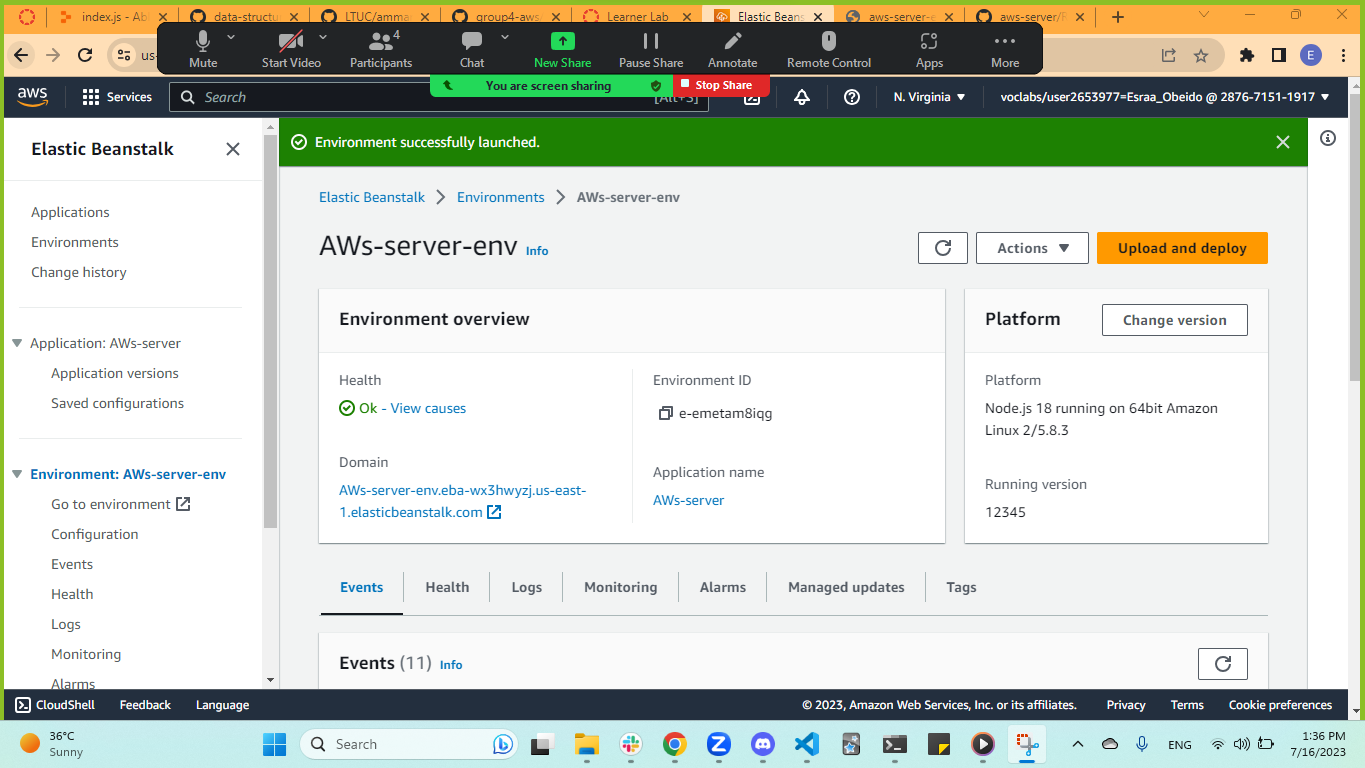 index.js - Abl
data-structure
LTUC/amma
group4-aws
Learner Lab
Elastic Beans
aws-server-e
aws-server/R
us-
E
Mute
Start Video
4
Participants
Chat
New Share
Pause Share
Annotate
Remote Control
Apps
More
You are screen sharing
Stop Share
aws
Services
Search
[Alt+S]
N. Virginia
voclabs/user2653977=Esraa_Obeido @ 2876-7151-1917
Elastic Beanstalk
Applications
Environments
Change history
Application: AWs-server
Application versions
Saved configurations
Environment: AWs-server-env
Go to environment
Configuration
Events
Health
Logs
Monitoring
Alarms
Environment successfully launched.
Elastic Beanstalk
Environments
AWs-server-env
AWs-server-env Info
Actions
Upload and deploy
Environment overview
Health
Ok - View causes
Domain
AWs-server-env.eba-wx3hwyzj.us-east-
1.elasticbeanstalk.com
Environment ID
e-emetam8iqg
Application name
AWs-server
Platform
Change version
Platform
Node.js 18 running on 64bit Amazon
Linux 2/5.8.3
Running version
12345
Events
Health
Logs
Monitoring
Alarms
Managed updates
Tags
Events (11) Info
CloudShell
Feedback
Language
© 2023, Amazon Web Services, Inc. or its affiliates.
Privacy
Terms
Cookie preferences
36°C
Sunny
Search
ENG
1:36 PM
7/16/2023